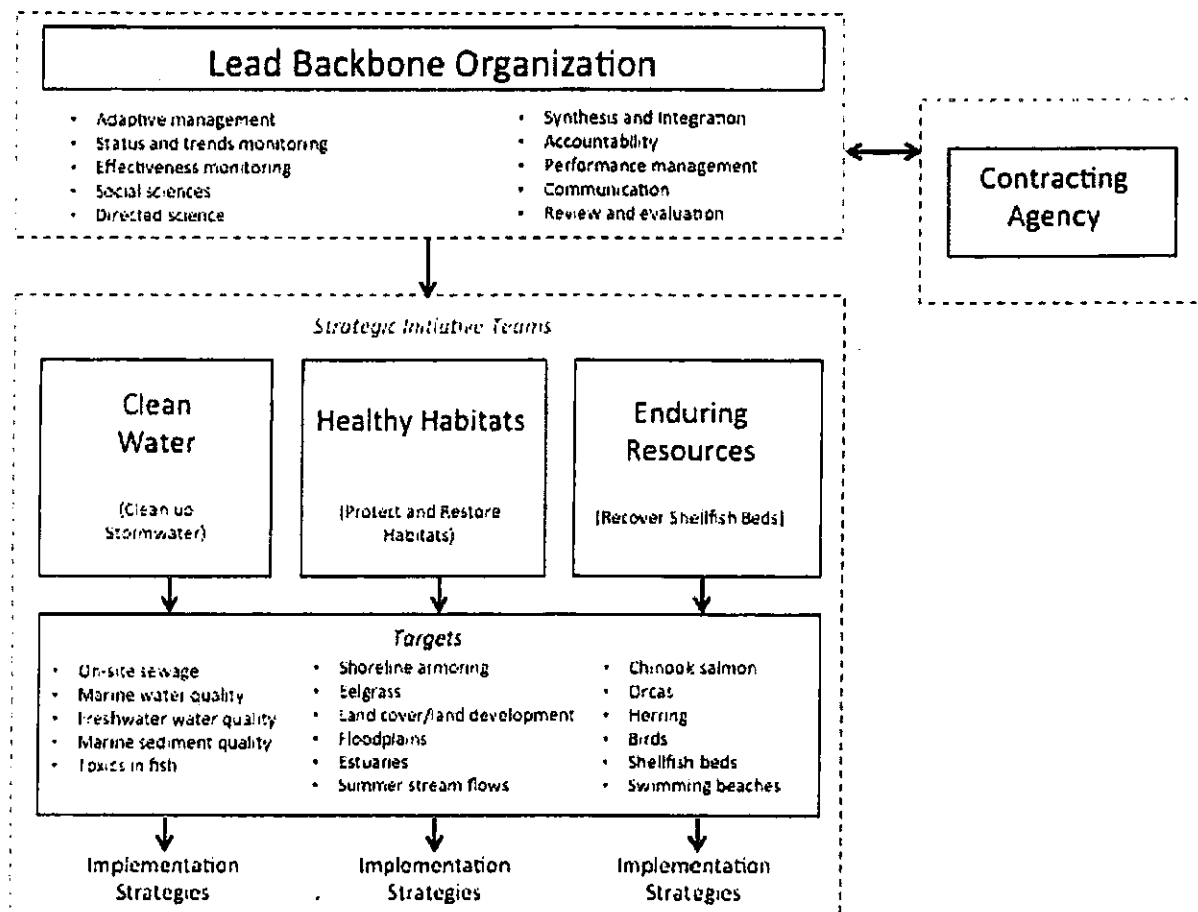 Lead Backbone Organization
• Adaptive management
• Status and trends monitoring
• Effectiveness monitoring
• Social sciences
• Directed science
• Synthesis and Integration
• Accountability
• Performance management
• Communication
• Review and evaluation
Contracting
Agency
Strategic Initiative Teams
Clean
Water
(Clean up
Stormwater)
Healthy Habitats
(Protect and Restore
Habitats)
Enduring
Resources
(Recover Shellfish Beds)
Targets
• On-site sewage
• Marine water quality
• Freshwater water quality
• Marine sediment quality
• Toxics in fish
• Shoreline armoring
• Eelgrass
• Land cover/land development
• Floodplains
• Estuaries
• Summer stream flows
• Chinook salmon
• Orcas
• Herring
• Birds
• Shellfish beds
• Swimming beaches
Implementation
Strategies
Implementation
Strategies
Implementation
Strategies